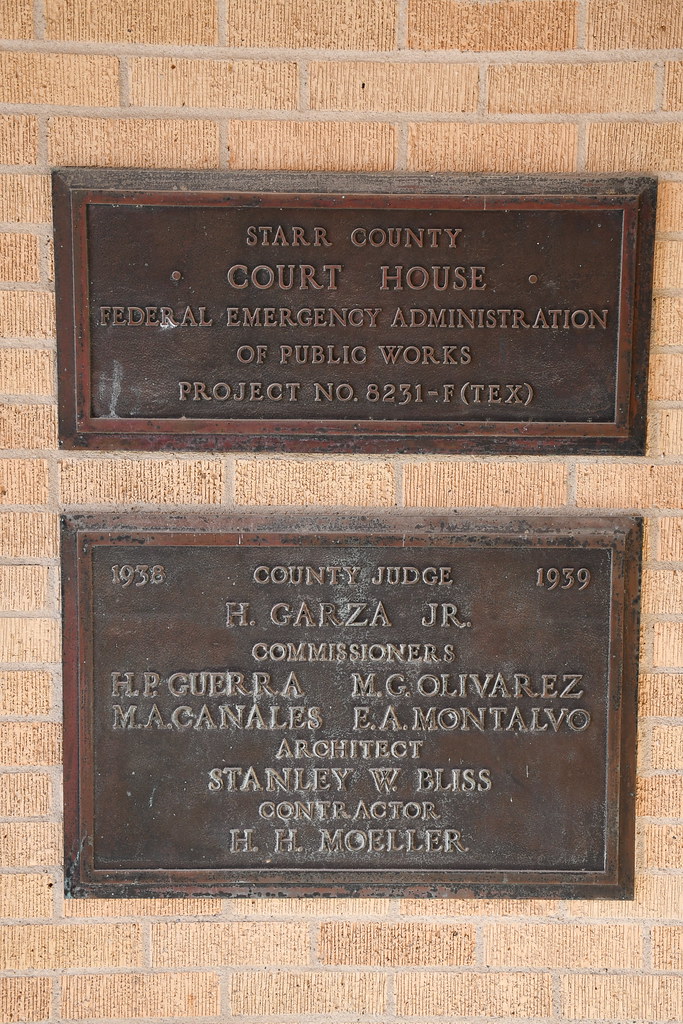 STARR COUNTY
• COURT HOUSE •
FEDERAL EMERGENCY ADMINISTRATION
OF PUBLIC WORKS
PROJECT NO. 8231-F (TEX)
1938 COUNTY JUDGE 1939
H. GARZA JR.
COMMISSIONERS
H.P. GUERRA M.G. OLIVAREZ
M.A. CANALES E.A. MONTALVO
ARCHITECT
STANLEY W. BLISS
CONTRACTOR
H. H. MOELLER